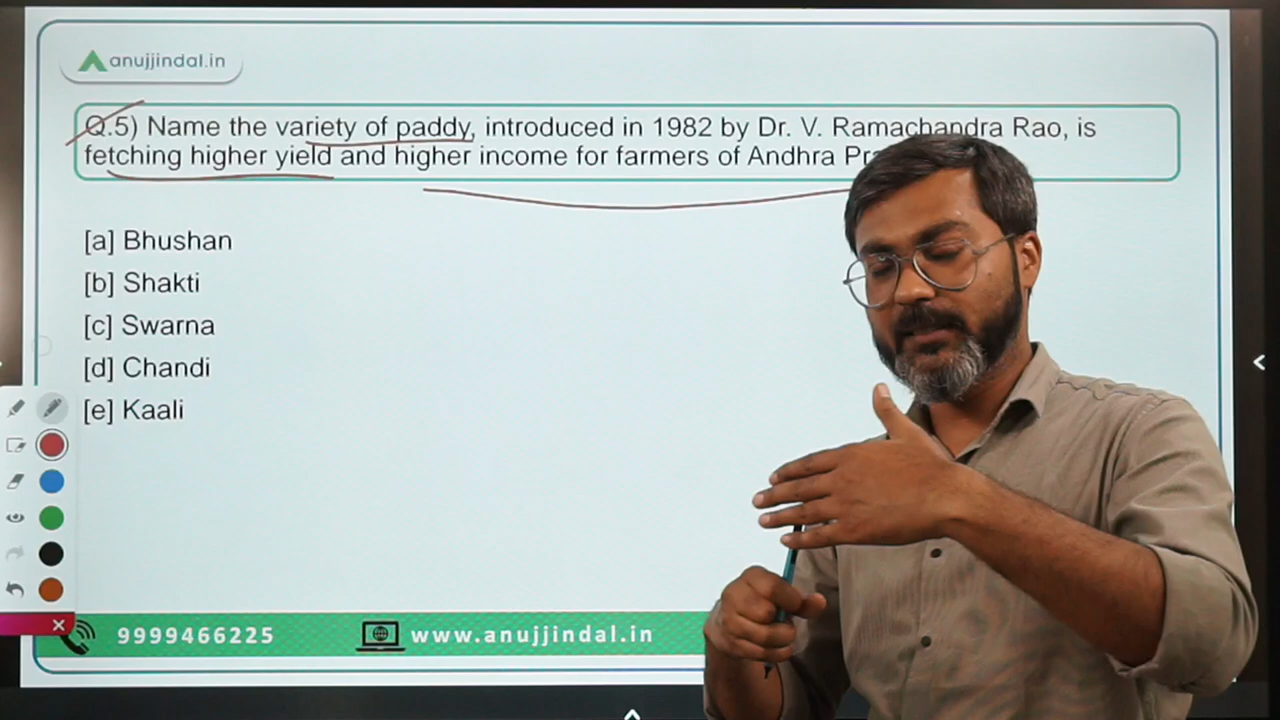 anujjindal.in
Q.5) Name the variety of paddy, introduced in 1982 by Dr. V. Ramachandra Rao, is
fetching higher yield and higher income for farmers of Andhra
[a] Bhushan
[b] Shakti
[c] Swarna
[d] Chandi
[e] Kaali
9999466225
www.anujjindal.in